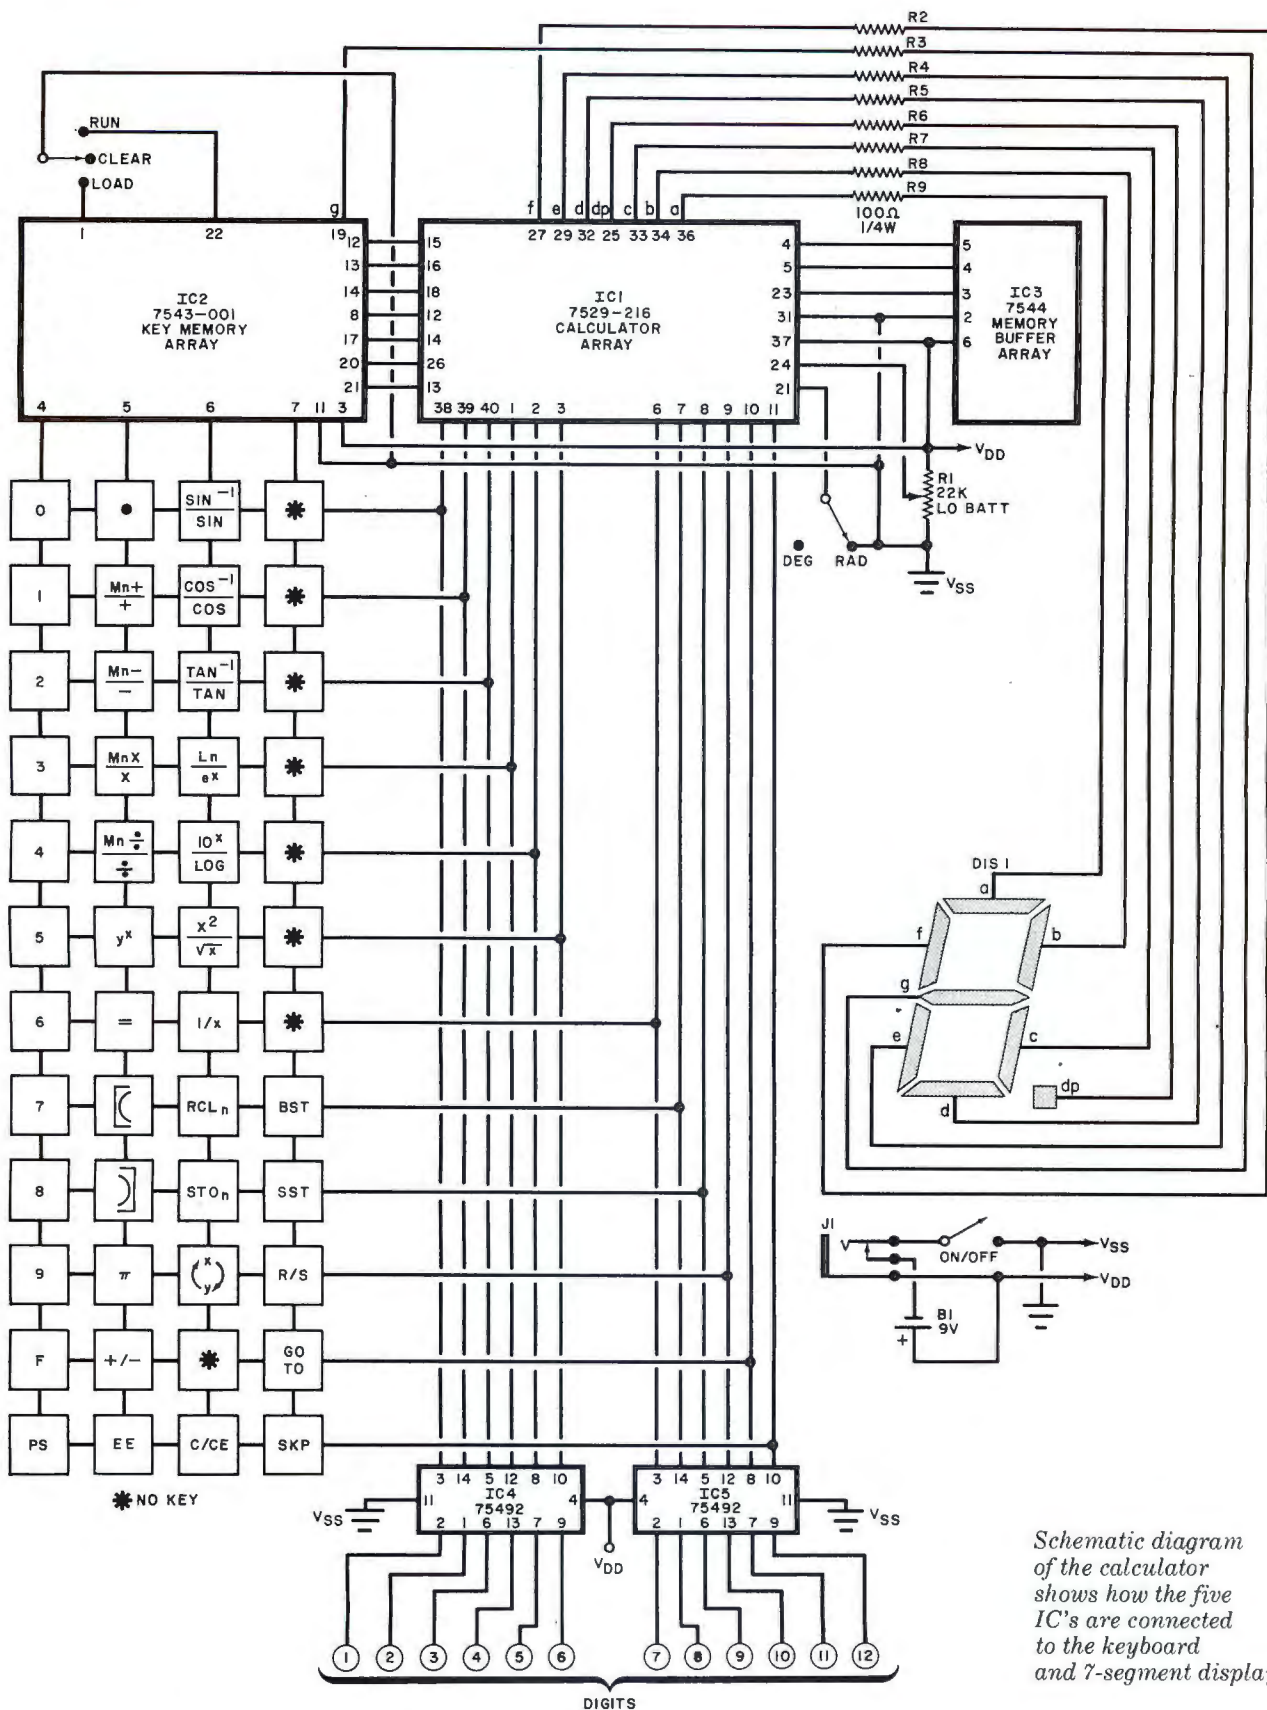 R2
R3
R4
R5
R6
R7
R8
R9
100Ω
1/4W
RUN
CLEAR
LOAD
g
f e d dp c b a
1 22 19
27 29 32 25 33 34 36
IC2
7543-001
KEY MEMORY
ARRAY
12 15
13 16
14 18
8 12
17 14
20 26
21 13
IC1
7529-216
CALCULATOR
ARRAY
4 5
5 4
23 3
31 2
37 6
24
21
IC3
7544
MEMORY
BUFFER
ARRAY
4 5 6 7 11 3
38 39 40 1 2 3 6 7 8 9 10 11
VDD
R1
22K
LO BATT
DEG RAD
VSS
0 • SIN⁻¹ SIN ✱
1 Mn+ + COS⁻¹ COS ✱
2 Mn− − TAN⁻¹ TAN ✱
3 MnX X Ln eˣ ✱
4 Mn÷ ÷ 10ˣ LOG ✱
5 yˣ X² √x ✱
6 = 1/x ✱
7 [( RCLn BST
8 )] STOn SST
9 π x y R/S
F +/− ✱ GO TO
PS EE C/CE SKP
✱ NO KEY
DIS 1
a
f b
g
e c
dp
d
J1
V
ON/OFF
VSS
VDD
B1
9V
+
3 14 5 12 8 10
IC4
75492
11 4
2 1 6 13 7 9
VSS
VDD
3 14 5 12 8 10
IC5
75492
4 11
2 1 6 13 7 9
VSS
1 2 3 4 5 6 7 8 9 10 11 12
DIGITS
Schematic diagram
of the calculator
shows how the five
IC's are connected
to the keyboard
and 7-segment display